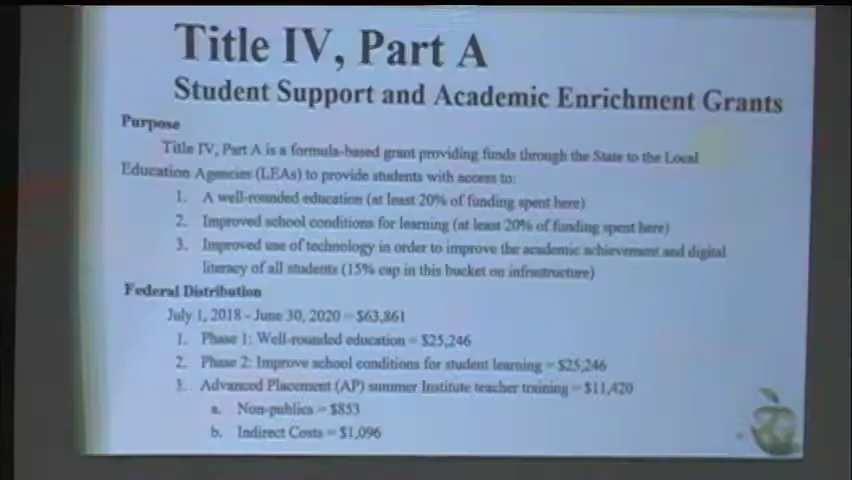 Title IV, Part A
Student Support and Academic Enrichment Grants
Purpose
Title IV, Part A is a formula-based grant providing funds through the State to the Local
Education Agencies (LEAs) to provide students with access to:
1. A well-rounded education (at least 20% of funding spent here)
2. Improved school conditions for learning (at least 20% of funding spent here)
3. Improved use of technology in order to improve the academic achievement and digital
literacy of all students (15% cap in this bucket on infrastructure)
Federal Distribution
July 1, 2018 - June 30, 2020 = $63,861
1. Phase 1: Well-rounded education = $25,246
2. Phase 2: Improve school conditions for student learning = $25,246
3. Advanced Placement (AP) summer Institute teacher training = $11,420
a. Non-publics = $853
b. Indirect Costs = $1,096